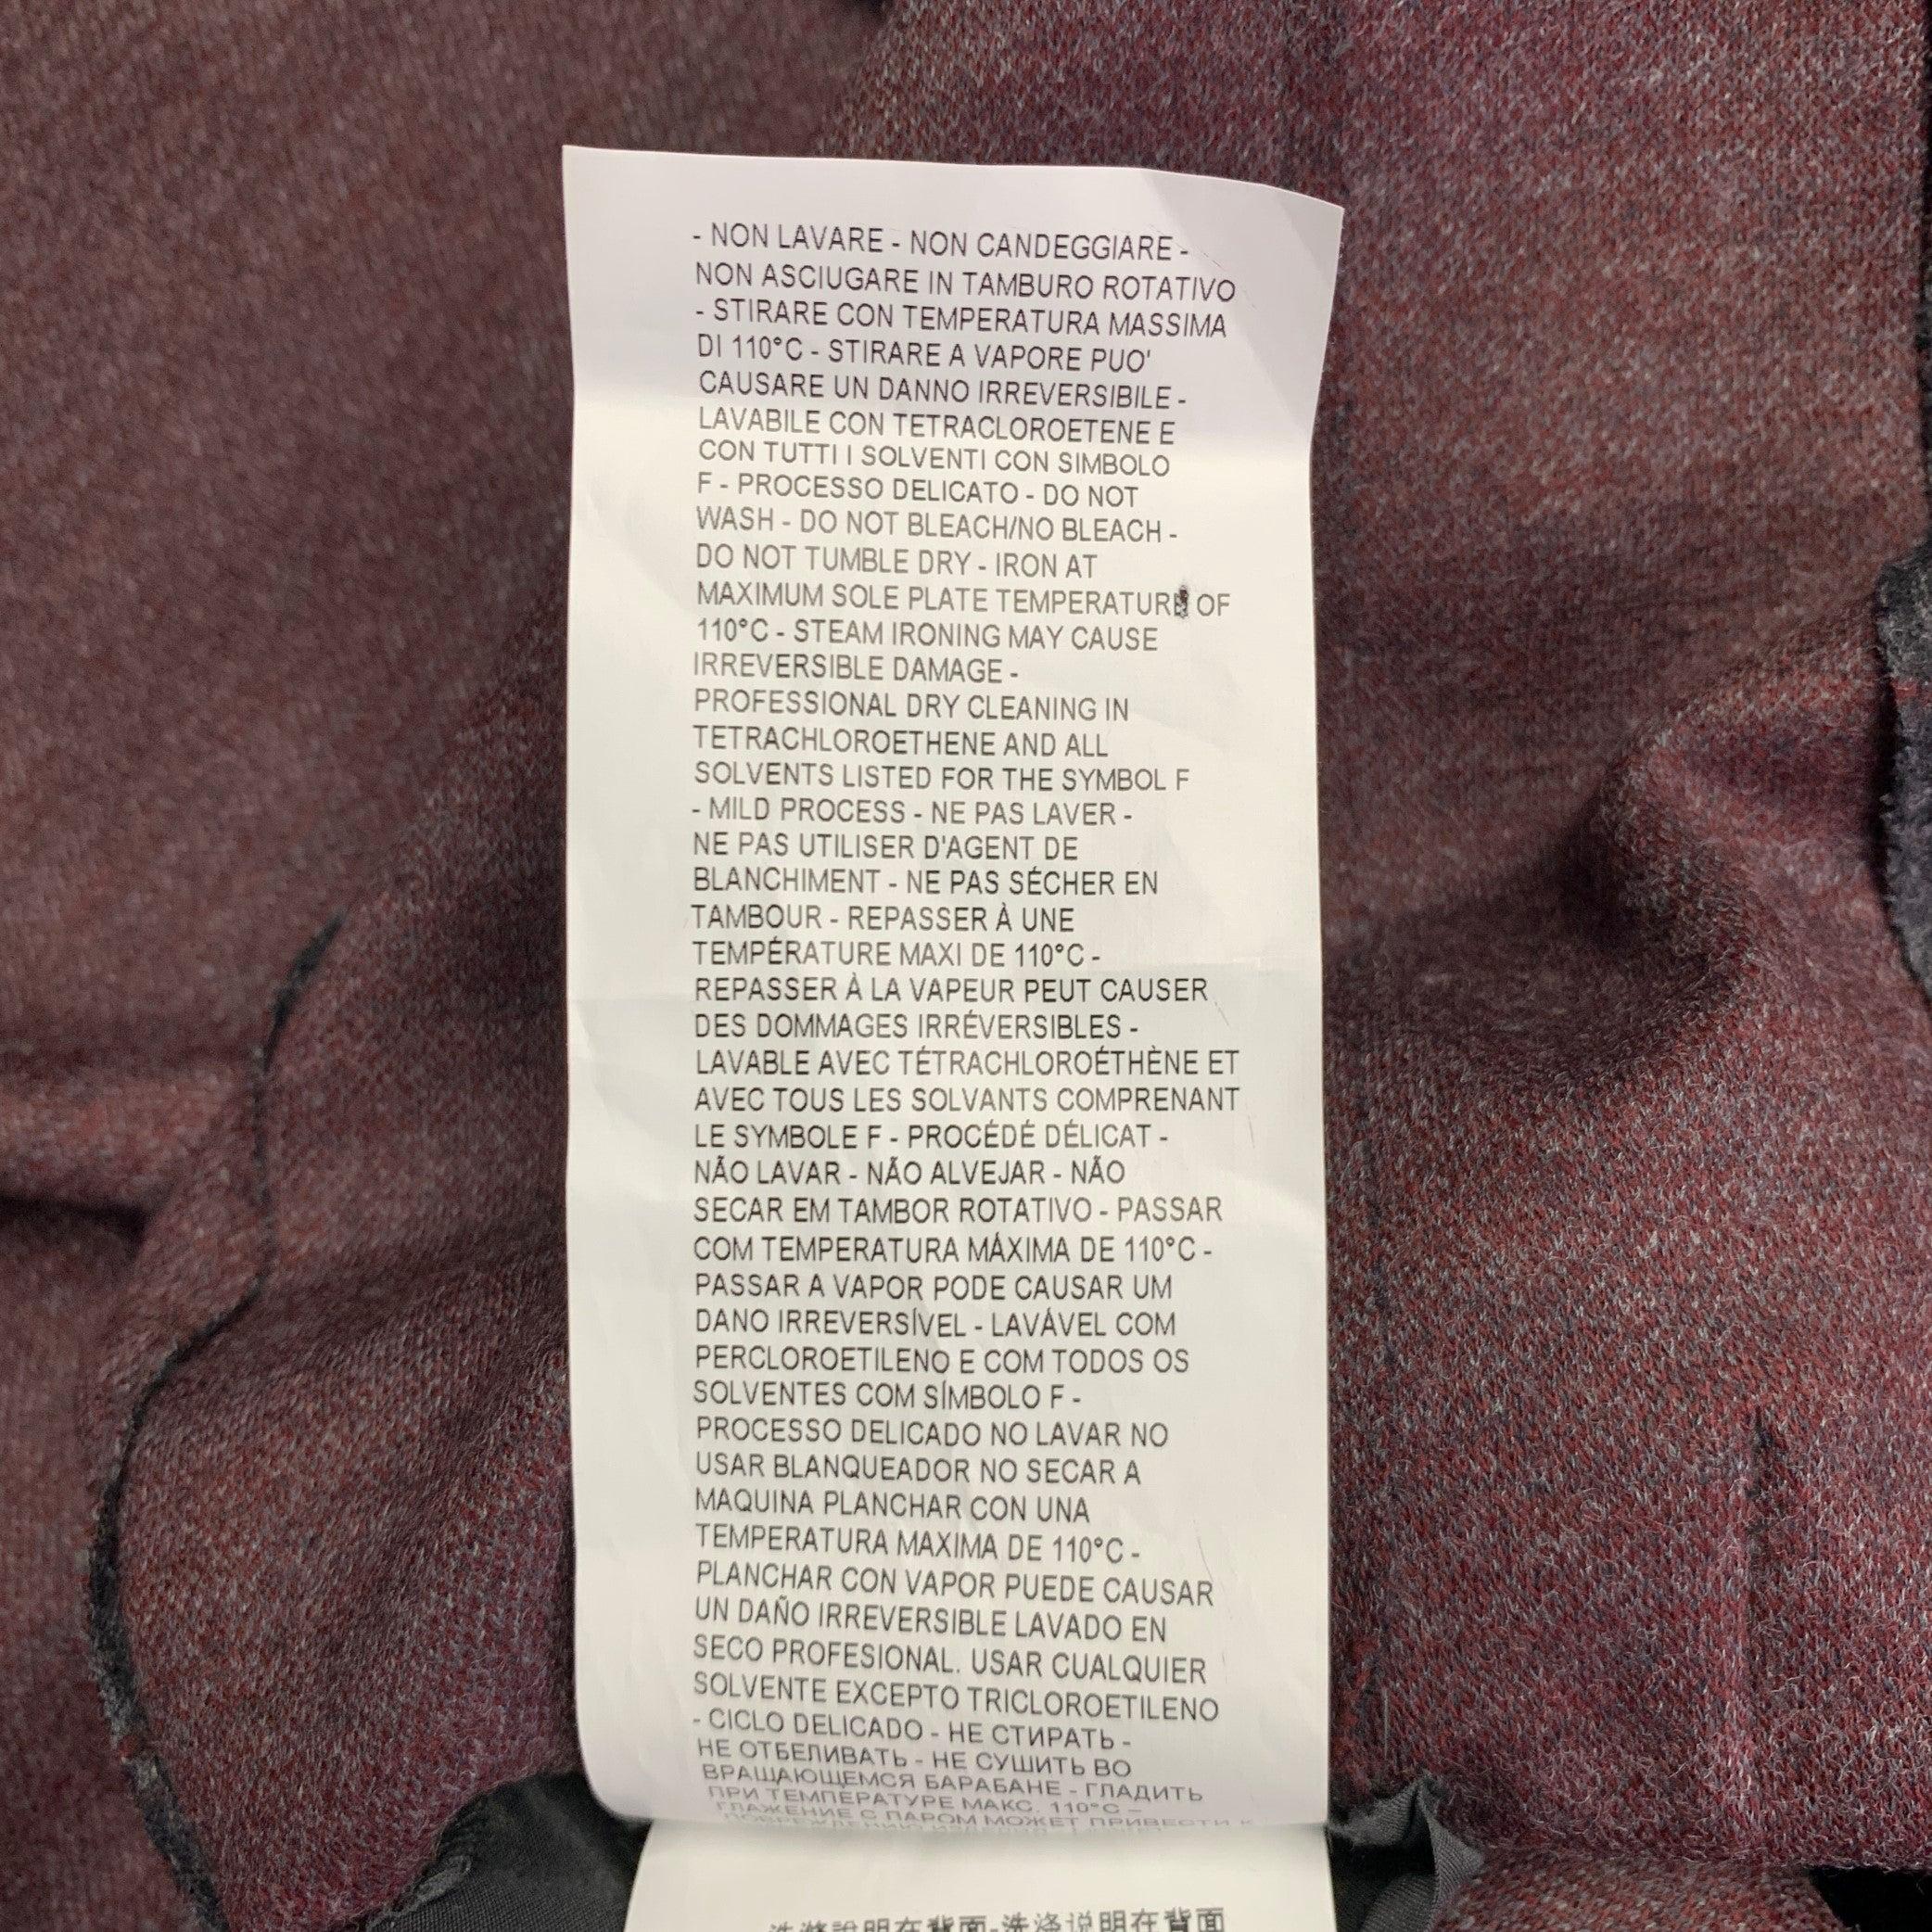 - NON LAVARE - NON CANDEGGIARE -
NON ASCIUGARE IN TAMBURO ROTATIVO
- STIRARE CON TEMPERATURA MASSIMA
DI 110°C - STIRARE A VAPORE PUO'
CAUSARE UN DANNO IRREVERSIBILE -
LAVABILE CON TETRACLOROETENE E
CON TUTTI I SOLVENTI CON SIMBOLO
F - PROCESSO DELICATO - DO NOT
WASH - DO NOT BLEACH/NO BLEACH -
DO NOT TUMBLE DRY - IRON AT
MAXIMUM SOLE PLATE TEMPERATURE OF
110°C - STEAM IRONING MAY CAUSE
IRREVERSIBLE DAMAGE -
PROFESSIONAL DRY CLEANING IN
TETRACHLOROETHENE AND ALL
SOLVENTS LISTED FOR THE SYMBOL F
- MILD PROCESS - NE PAS LAVER -
NE PAS UTILISER D'AGENT DE
BLANCHIMENT - NE PAS SÉCHER EN
TAMBOUR - REPASSER À UNE
TEMPÉRATURE MAXI DE 110°C -
REPASSER À LA VAPEUR PEUT CAUSER
DES DOMMAGES IRRÉVERSIBLES -
LAVABLE AVEC TÉTRACHLOROÉTHÈNE ET
AVEC TOUS LES SOLVANTS COMPRENANT
LE SYMBOLE F - PROCÉDÉ DÉLICAT -
NÃO LAVAR - NÃO ALVEJAR - NÃO
SECAR EM TAMBOR ROTATIVO - PASSAR
COM TEMPERATURA MÁXIMA DE 110°C -
PASSAR A VAPOR PODE CAUSAR UM
DANO IRREVERSÍVEL - LAVÁVEL COM
PERCLOROETILENO E COM TODOS OS
SOLVENTES COM SÍMBOLO F -
PROCESSO DELICADO NO LAVAR NO
USAR BLANQUEADOR NO SECAR A
MAQUINA PLANCHAR CON UNA
TEMPERATURA MAXIMA DE 110°C -
PLANCHAR CON VAPOR PUEDE CAUSAR
UN DAÑO IRREVERSIBLE LAVADO EN
SECO PROFESIONAL. USAR CUALQUIER
SOLVENTE EXCEPTO TRICLOROETILENO
- CICLO DELICADO - НЕ СТИРАТЬ -
НЕ ОТБЕЛИВАТЬ - НЕ СУШИТЬ ВО
ВРАЩАЮЩЕМСЯ БАРАБАНЕ - ГЛАДИТЬ
ПРИ ТЕМПЕРАТУРЕ МАКС. 110°C –
ГЛАЖЕНИЕ С ПАРОМ МОЖЕТ ПРИВЕСТИ К
洗滌說明在背面-洗涤说明在背面